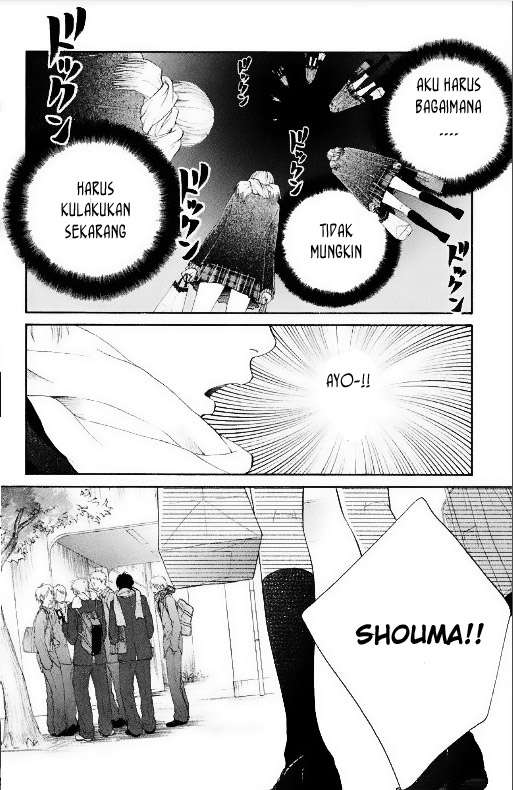 ドックン
ドックン
AKU HARUS
BAGAIMANA
----
ドックン
TIDAK
MUNGKIN
ドックン
ドックン
HARUS
KULAKUKAN
SEKARANG
AYO-!!
SHOUMA!!